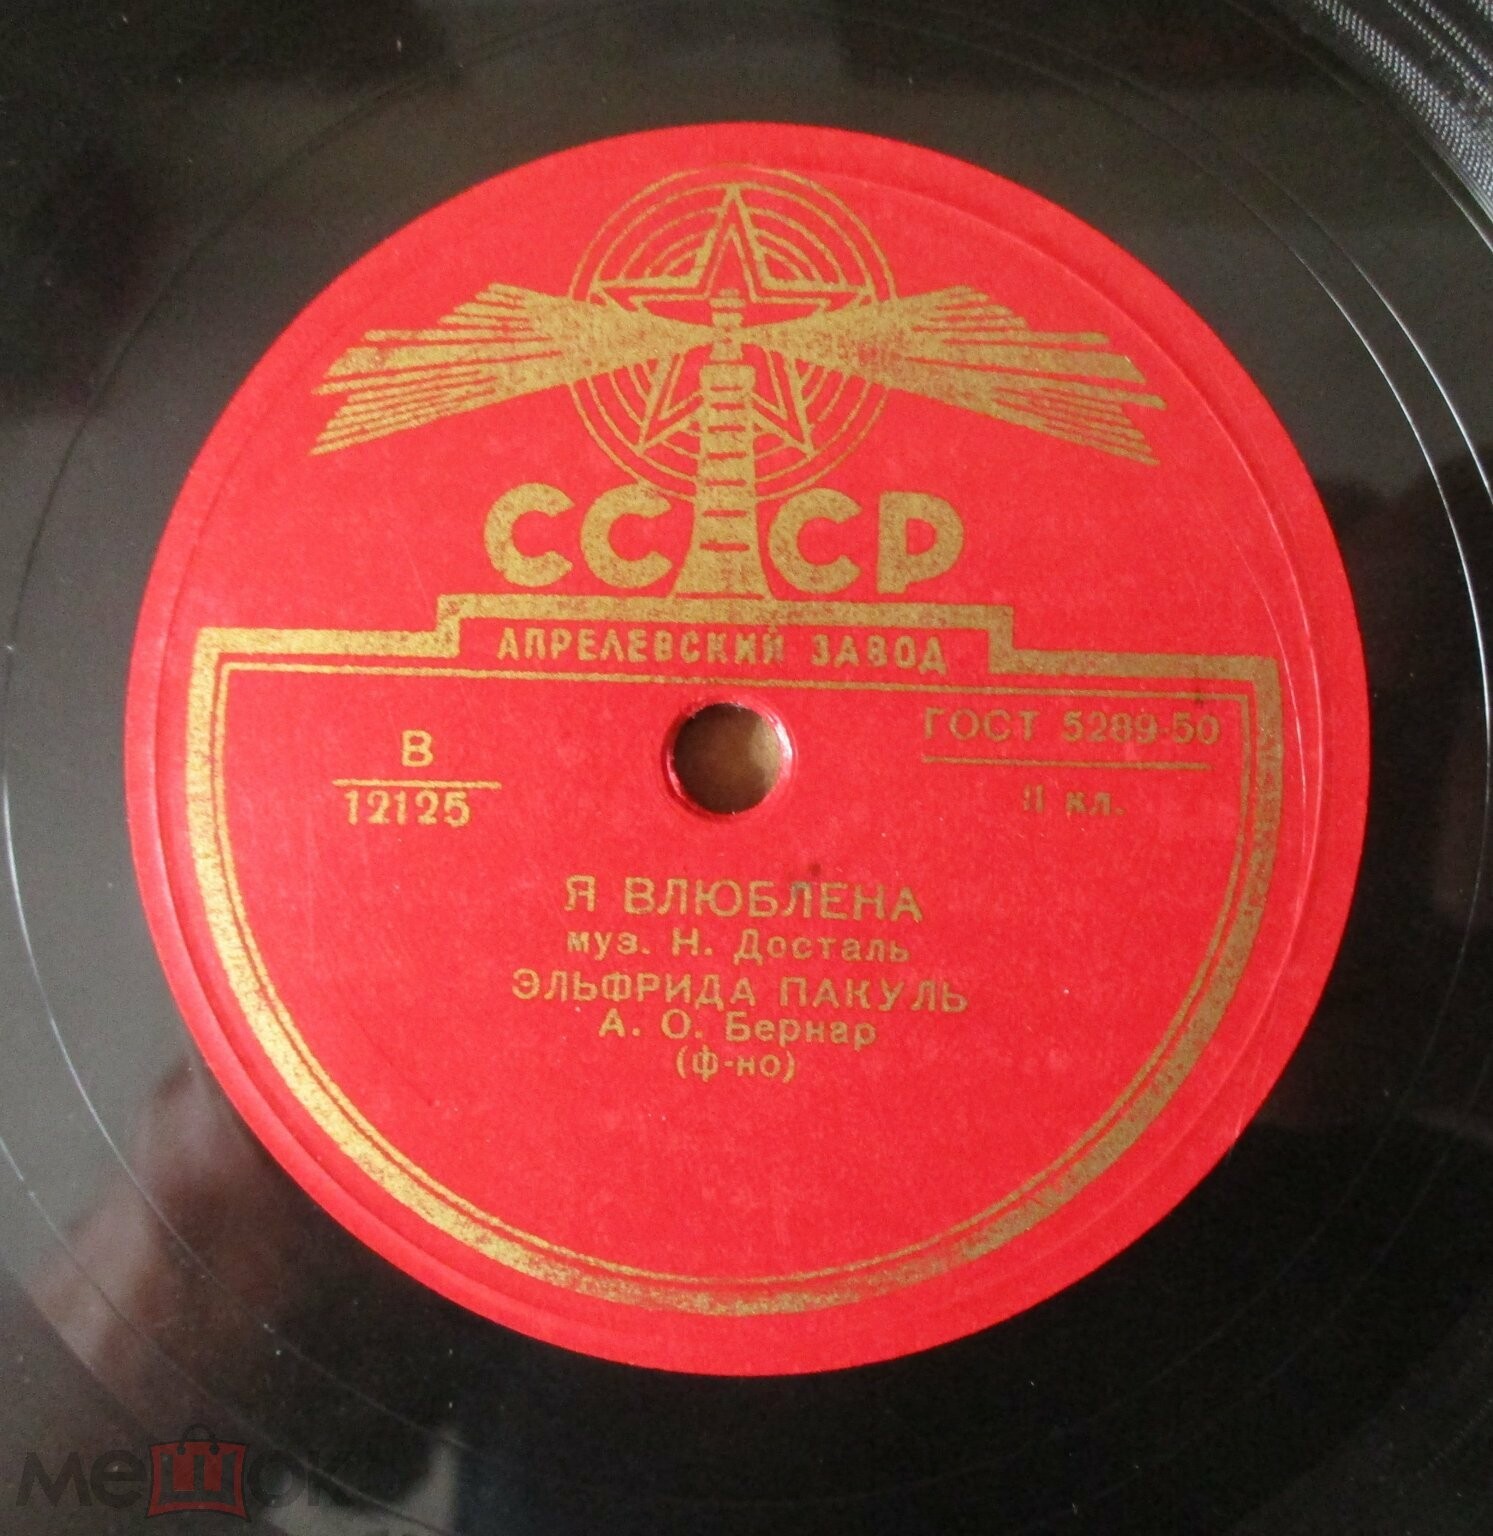 СССР
АПРЕЛЕВСКИЙ ЗАВОД
В
12125
ГОСТ 5289-50
II кл.
Я ВЛЮБЛЕНА
муз. Н. Досталь
ЭЛЬФРИДА ПАКУЛЬ
А. О. Бернар
(ф-но)
мешок